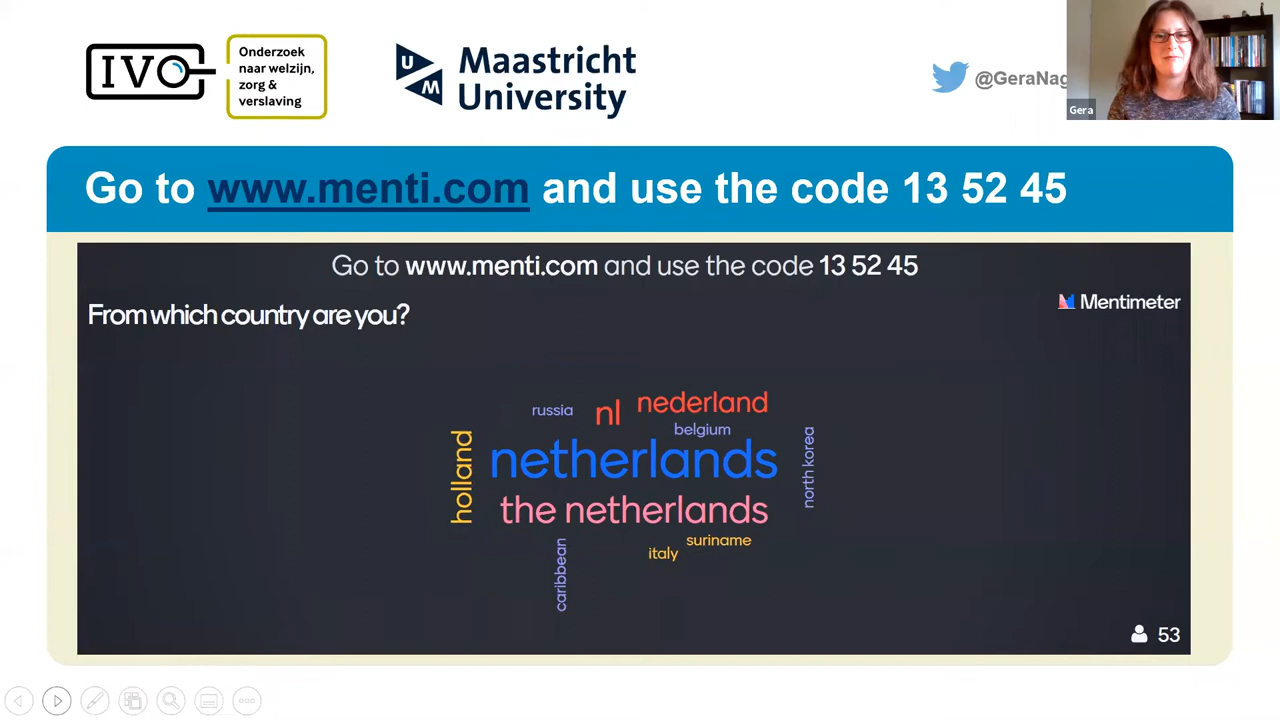 IVO
Onderzoek
naar welzijn,
zorg &
verslaving
UM
Maastricht
University
@GeraNag
Gera
Go to www.menti.com and use the code 13 52 45
Go to www.menti.com and use the code 13 52 45
From which country are you?
Mentimeter
russia
nl
nederland
belgium
holland
netherlands
north korea
the netherlands
suriname
italy
caribbean
53